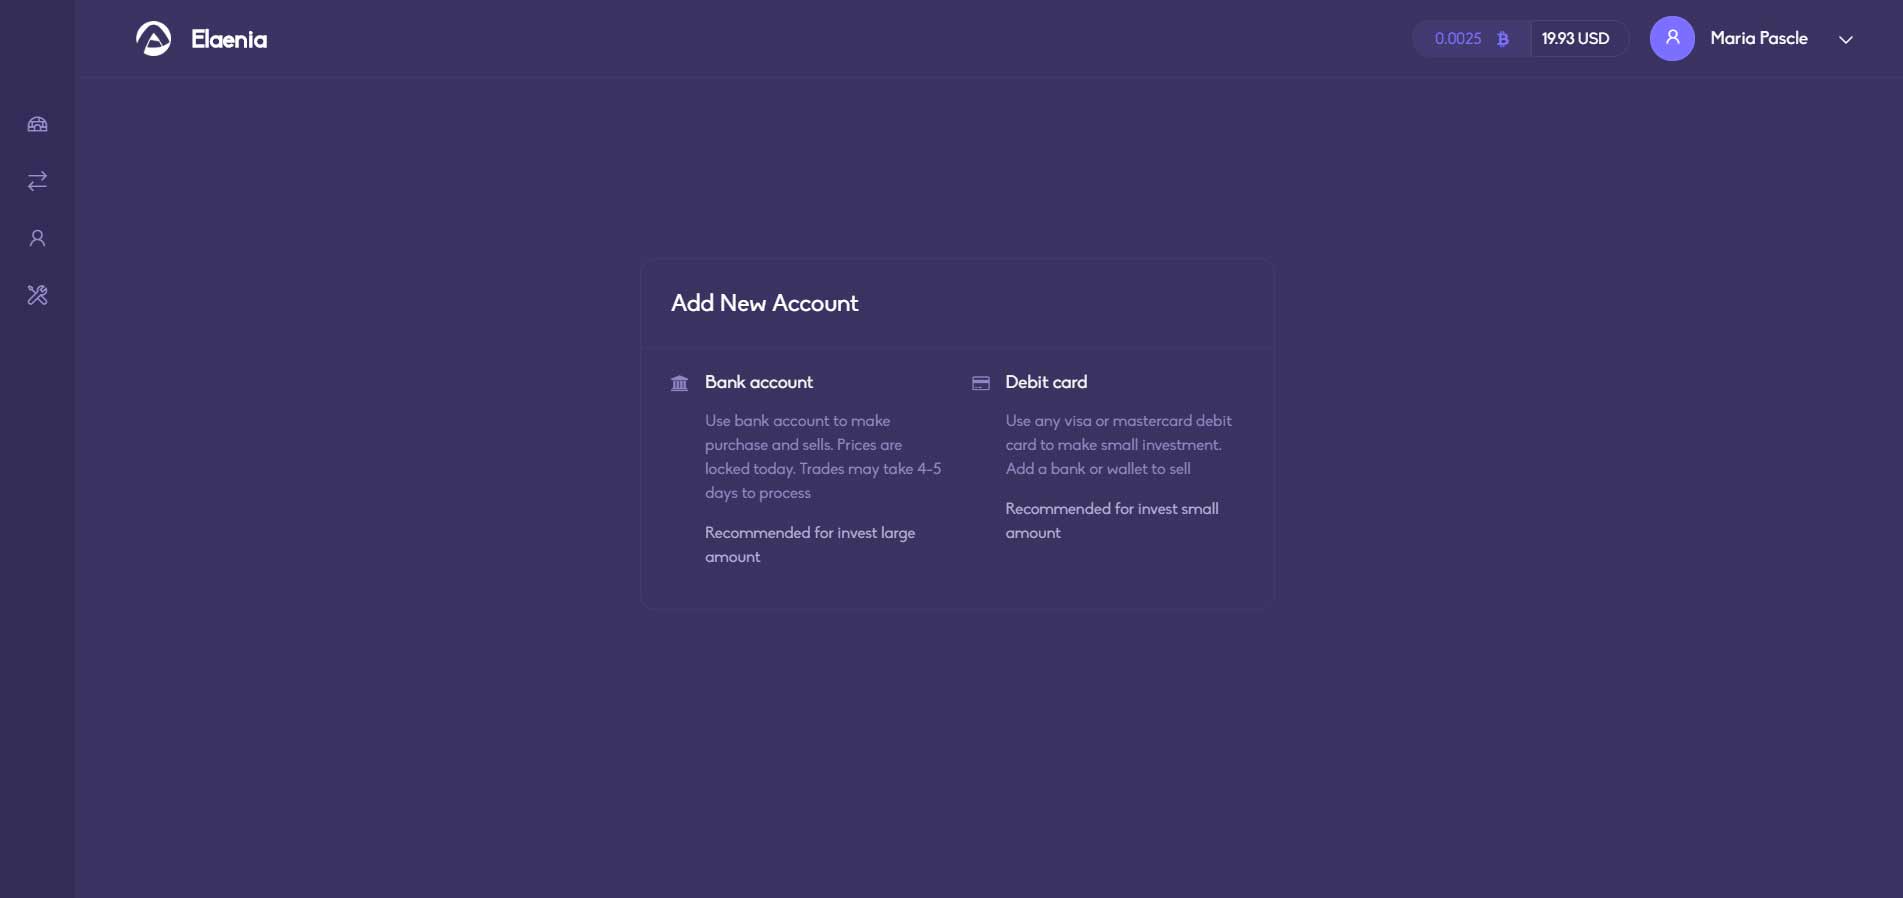 Elaenia
0.0025
19.93 USD
Maria Pascle
Add New Account
Bank account
Use bank account to make
purchase and sells. Prices are
locked today. Trades may take 4-5
days to process
Recommended for invest large
amount
Debit card
Use any visa or mastercard debit
card to make small investment.
Add a bank or wallet to sell
Recommended for invest small
amount